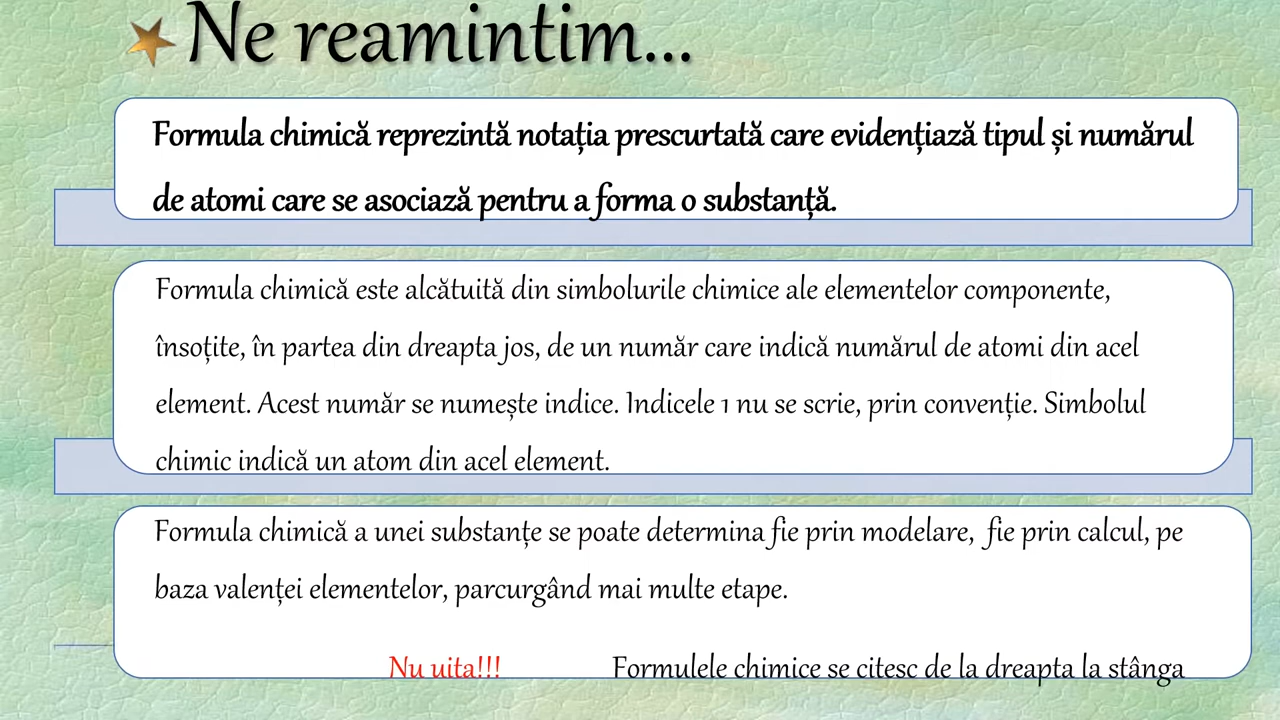 Ne reamintim...
Formula chimică reprezintă notația prescurtată care evidențiază tipul și numărul
de atomi care se asociază pentru a forma o substanță.
Formula chimică este alcătuită din simbolurile chimice ale elementelor componente,
însoțite, în partea din dreapta jos, de un număr care indică numărul de atomi din acel
element. Acest număr se numește indice. Indicele 1 nu se scrie, prin convenție. Simbolul
chimic indică un atom din acel element.
Formula chimică a unei substanțe se poate determina fie prin modelare, fie prin calcul, pe
baza valenței elementelor, parcurgând mai multe etape.
Nu uita!!! Formulele chimice se citesc de la dreapta la stânga